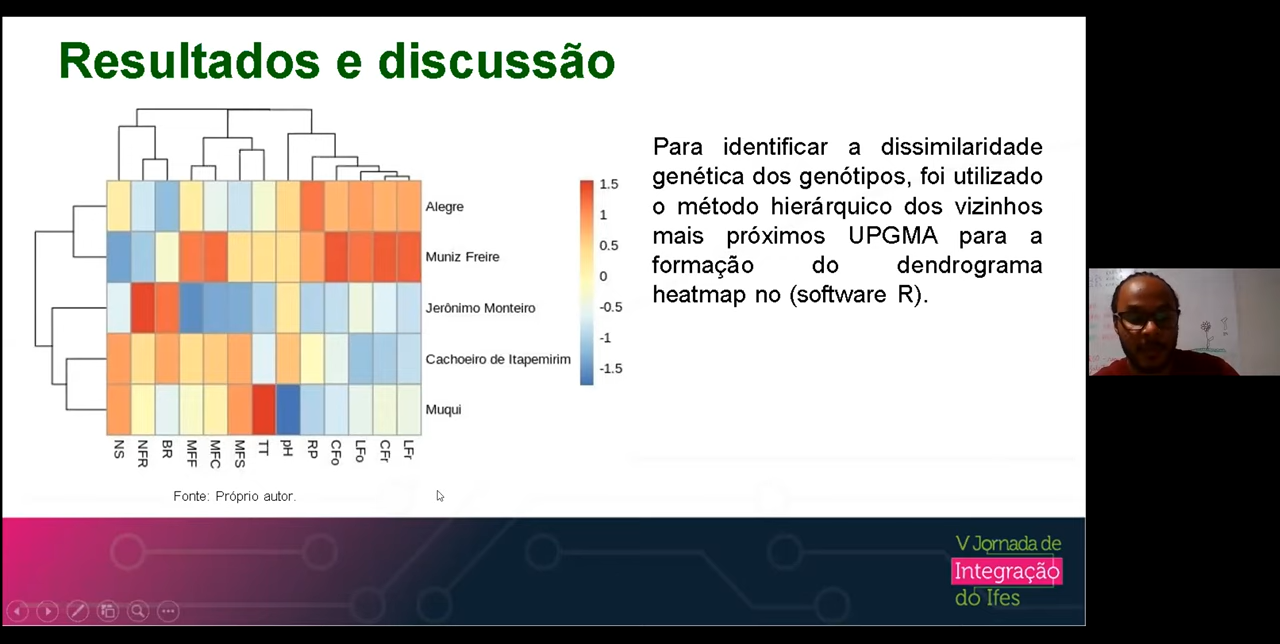 Resultados e discussão
Alegre
Muniz Freire
Jerônimo Monteiro
Cachoeiro de Itapemirim
Muqui
1.5
1
0.5
0
-0.5
-1
-1.5
NS
NFR
BR
MFF
MFC
MFS
TT
pH
RP
CFo
LFo
CFr
LFr
Fonte: Próprio autor.
Para identificar a dissimilaridade
genética dos genótipos, foi utilizado
o método hierárquico dos vizinhos
mais próximos UPGMA para a
formação do dendrograma
heatmap no (software R).
V Jornada de
Integração
do Ifes